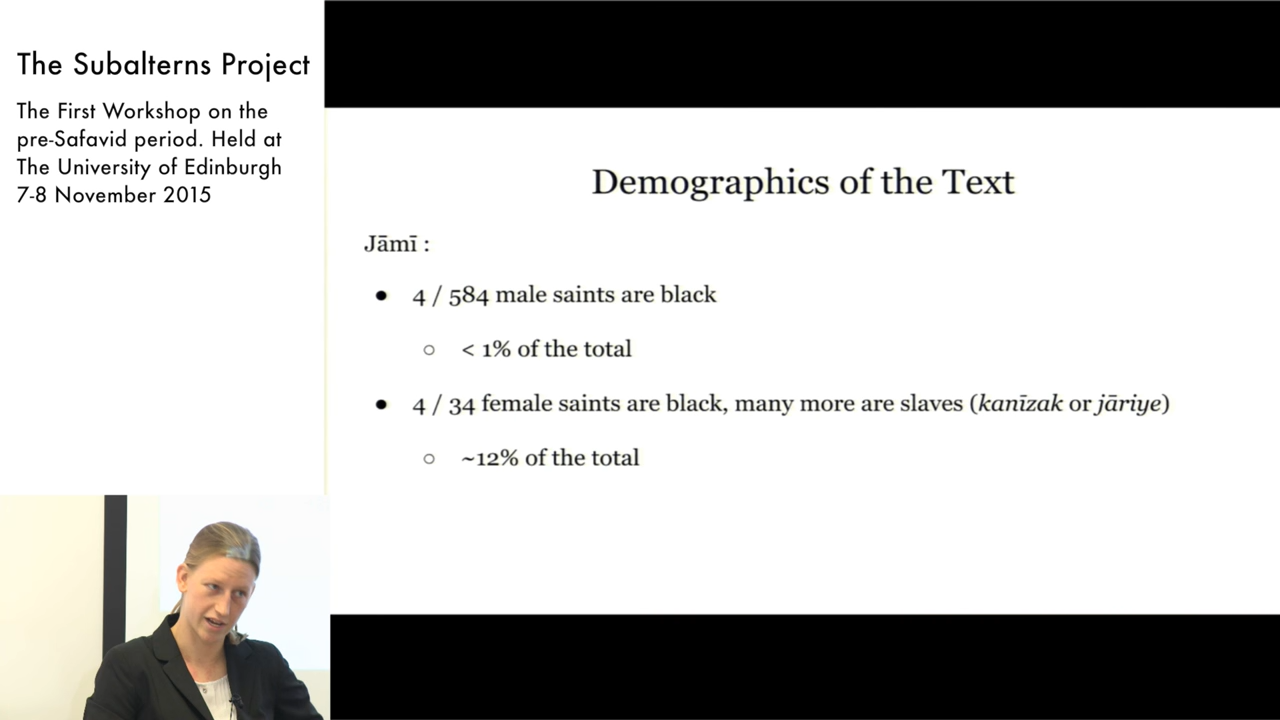 The Subalterns Project
The First Workshop on the
pre-Safavid period. Held at
The University of Edinburgh
7-8 November 2015
Demographics of the Text
Jāmī :
● 4 / 584 male saints are black
○ < 1% of the total
● 4 / 34 female saints are black, many more are slaves (kanīzak or jāriye)
○ ~12% of the total